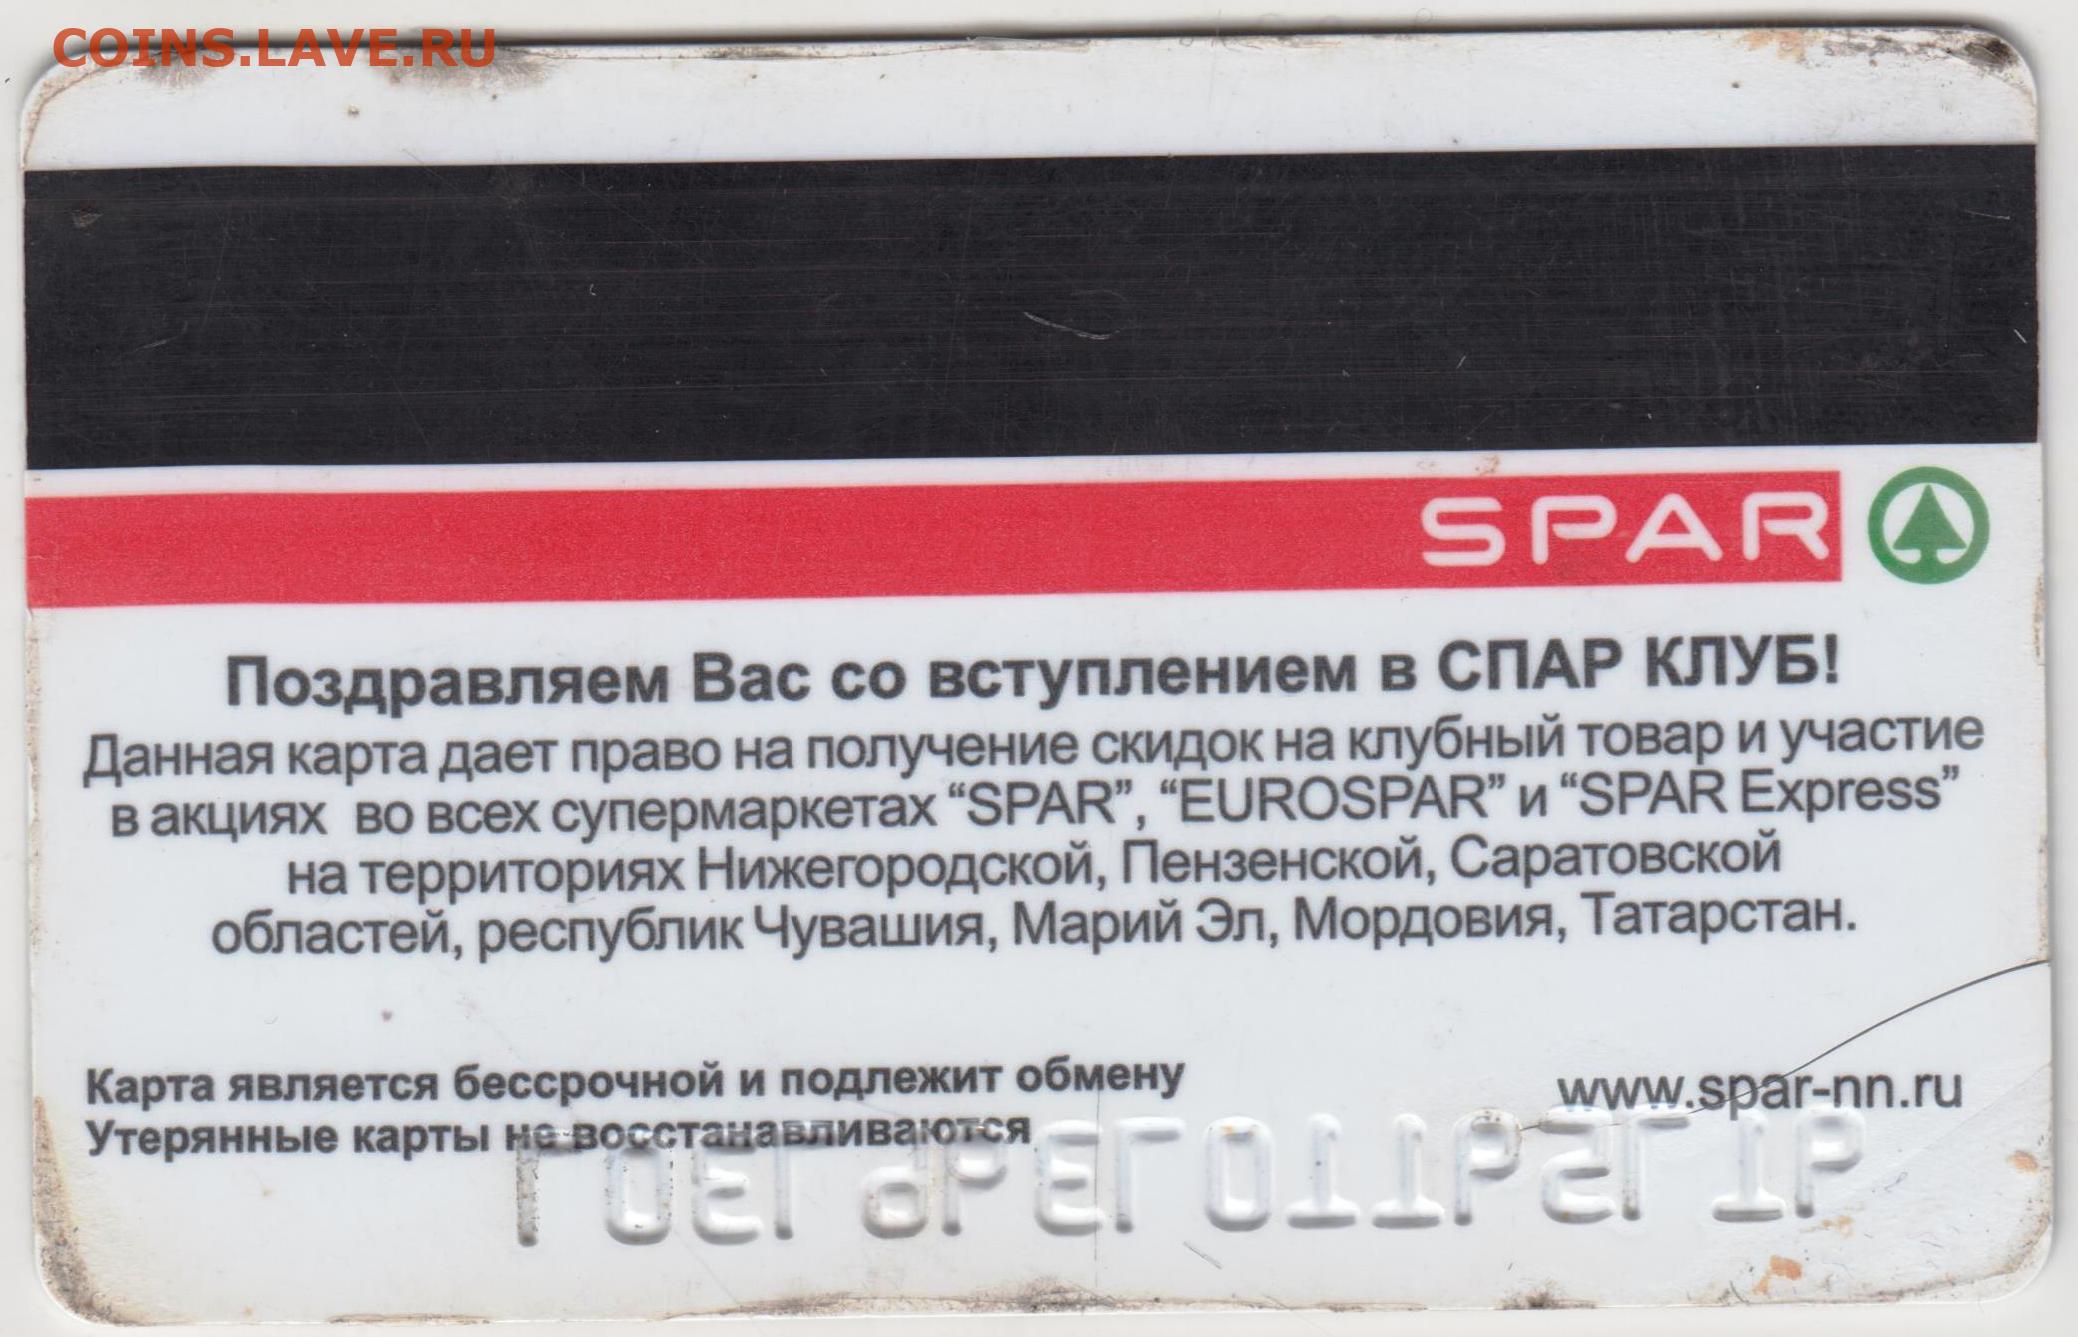 COINS.LAVE.RU
SPAR
Поздравляем Вас со вступлением в СПАР КЛУБ!
Данная карта дает право на получение скидок на клубный товар и участие
в акциях во всех супермаркетах “SPAR”, “EUROSPAR” и “SPAR Express”
на территориях Нижегородской, Пензенской, Саратовской
областей, республик Чувашия, Марий Эл, Мордовия, Татарстан.
Карта является бессрочной и подлежит обмену
Утерянные карты не восстанавливаются
www.spar-nn.ru